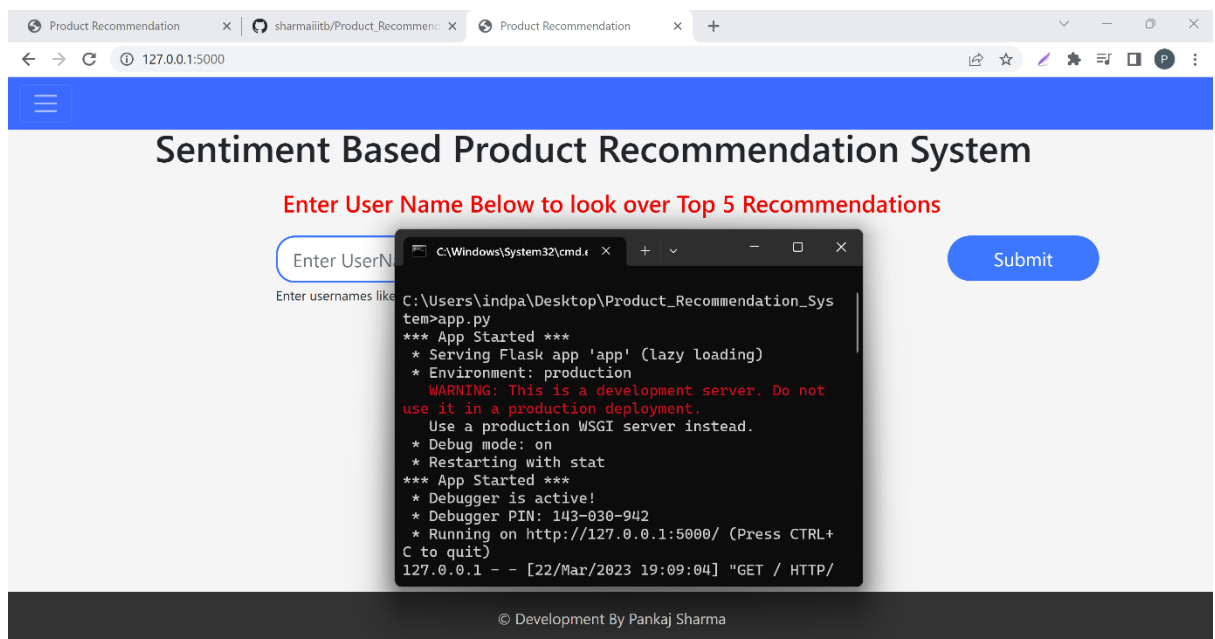 Product Recommendation
sharmaiiitb/Product_Recommend
Product Recommendation
127.0.0.1:5000
P
Sentiment Based Product Recommendation System
Enter User Name Below to look over Top 5 Recommendations
Enter UserNa
Submit
Enter usernames like
C:\Windows\System32\cmd.e
C:\Users\indpa\Desktop\Product_Recommendation_Sys
tem>app.py
*** App Started ***
* Serving Flask app 'app' (lazy loading)
* Environment: production
WARNING: This is a development server. Do not
use it in a production deployment.
Use a production WSGI server instead.
* Debug mode: on
* Restarting with stat
*** App Started ***
* Debugger is active!
* Debugger PIN: 143-030-942
* Running on http://127.0.0.1:5000/ (Press CTRL+
C to quit)
127.0.0.1 - - [22/Mar/2023 19:09:04] "GET / HTTP/
© Development By Pankaj Sharma